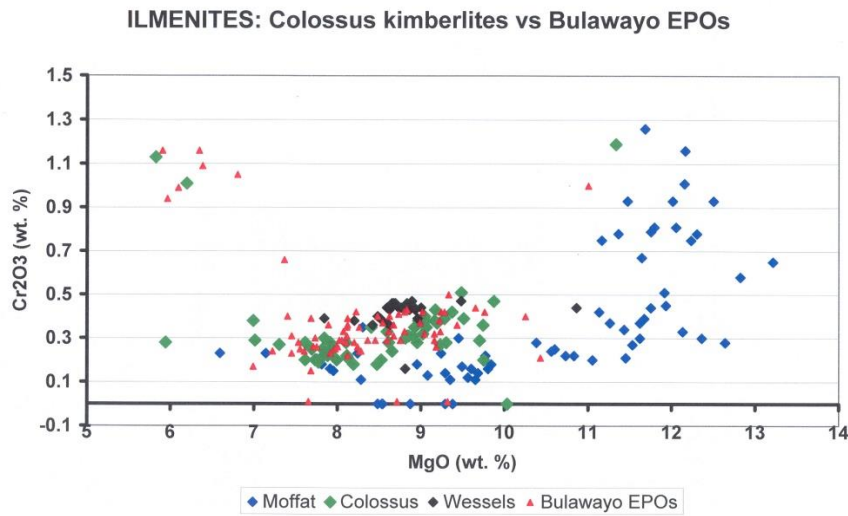 ILMENITES: Colossus kimberlites vs Bulawayo EPOs
Cr2O3 (wt. %)
1.5
1.3
1.1
0.9
0.7
0.5
0.3
0.1
-0.1
5 6 7 8 9 10 11 12 13 14
MgO (wt. %)
Moffat Colossus Wessels Bulawayo EPOs